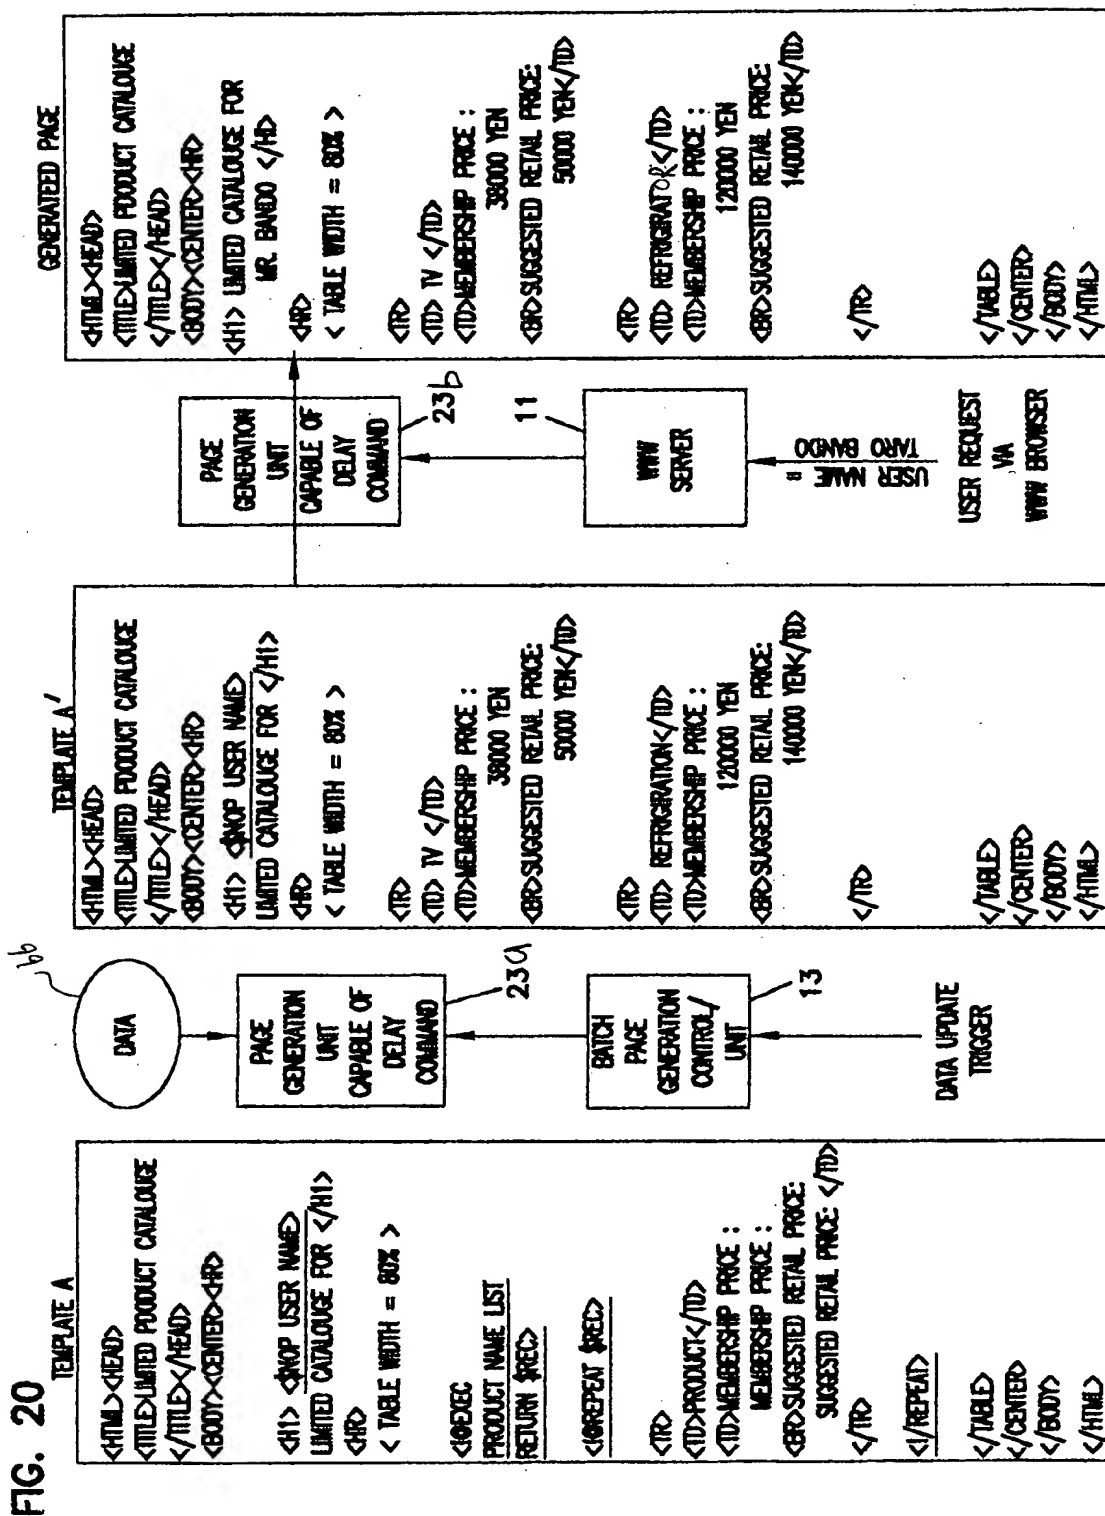 FIG. 20
TEMPLATE A
<HTML><HEAD>
<TITLE>LIMITED PDODUCT CATALOUGE
</TITLE></HEAD>
<BODY><CENTER><HR>
<H1> <$NOP USER NAME>
LIMITED CATALOUGE FOR </H1>
<HR>
< TABLE WIDTH = 80% >
<!@EXEC
PRODUCT NAME LIST
RETURN $REC>
<!@REPEAT $REC>
<TR>
<TD>PRODUCT</TD>
<TD>MEMBERSHIP PRICE :
MEMBERSHIP PRICE :
<BR>SUGGESTED RETAIL PRICE:
SUGGESTED RETAIL PRICE: </TD>
</TR>
<!/REPEAT>
</TABLE>
</CENTER>
</BODY>
</HTML>
66
DATA
PAGE
GENERATION
UNIT
CAPABLE OF
DELAY
COMMAND
23a
BATCH
PAGE
GENERATION
CONTROL/
UNIT
13
DATA UPDATE
TRIGGER
TEMPLATE A'
<HTML><HEAD>
<TITLE>LIMITED PDODUCT CATALOUGE
</TITLE></HEAD>
<BODY><CENTER><HR>
<H1> <$NOP USER NAME>
LIMITED CATALOUGE FOR </H1>
<HR>
< TABLE WIDTH = 80% >
<TR>
<TD> TV </TD>
<TD>MEMBERSHIP PRICE :
38000 YEN
<BR>SUGGESTED RETAIL PRICE:
50000 YEN</TD>
<TR>
<TD> REFRIGIRATION</TD>
<TD>MEMBERSHIP PRICE :
120000 YEN
<BR>SUGGESTED RETAIL PRICE:
140000 YEN</TD>
</TR>
</TABLE>
</CENTER>
</BODY>
</HTML>
PAGE
GENERATION
UNIT
CAPABLE OF
DELAY
COMMAND
23b
WWW
SERVER
11
USER NAME =
TARO BANDO
USER REQUEST
VIA
WWW BROWSER
GENERATEED PAGE
<HTML><HEAD>
<TITLE>LIMITED PDODUCT CATALOUGE
</TITLE></HEAD>
<BODY><CENTER><HR>
<H1> LIMITED CATALOUGE FOR
MR. BANDO </H1>
<HR>
< TABLE WIDTH = 80% >
<TR>
<TD> TV </TD>
<TD>MEMBERSHIP PRICE :
38000 YEN
<BR>SUGGESTED RETAIL PRICE:
50000 YEN</TD>
<TR>
<TD> REFRIGIRATOR</TD>
<TD>MEMBERSHIP PRICE :
120000 YEN
<BR>SUGGESTED RETAIL PRICE:
140000 YEN</TD>
</TR>
</TABLE>
</CENTER>
</BODY>
</HTML>